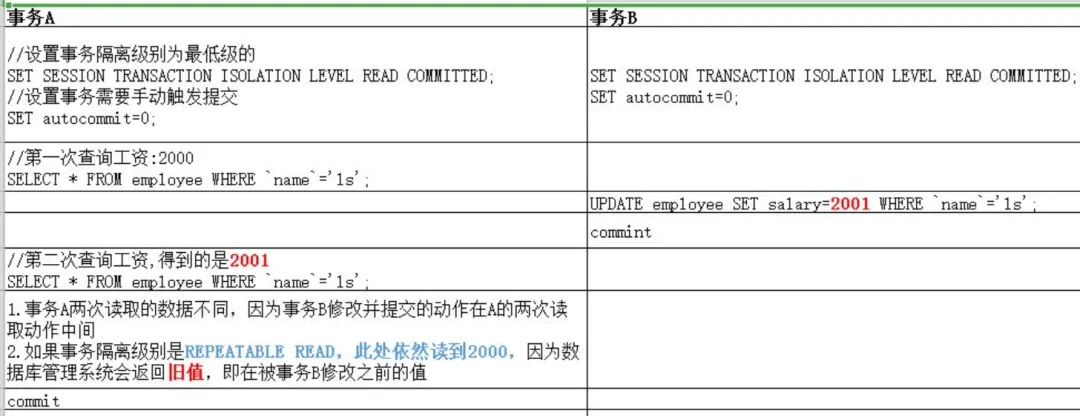 事务A
事务B
//设置事务隔离级别为最低级的
SET SESSION TRANSACTION ISOLATION LEVEL READ COMMITTED;
//设置事务需要手动触发提交
SET autocommit=0;
SET SESSION TRANSACTION ISOLATION LEVEL READ COMMITTED;
SET autocommit=0;
//第一次查询工资:2000
SELECT * FROM employee WHERE `name`='ls';
UPDATE employee SET salary=2001 WHERE `name`='ls';
commint
//第二次查询工资,得到的是2001
SELECT * FROM employee WHERE `name`='ls';
1.事务A两次读取的数据不同，因为事务B修改并提交的动作在A的两次读
取动作中间
2.如果事务隔离级别是REPEATABLE READ，此处依然读到2000，因为数
据库管理系统会返回旧值，即在被事务B修改之前的值
commit